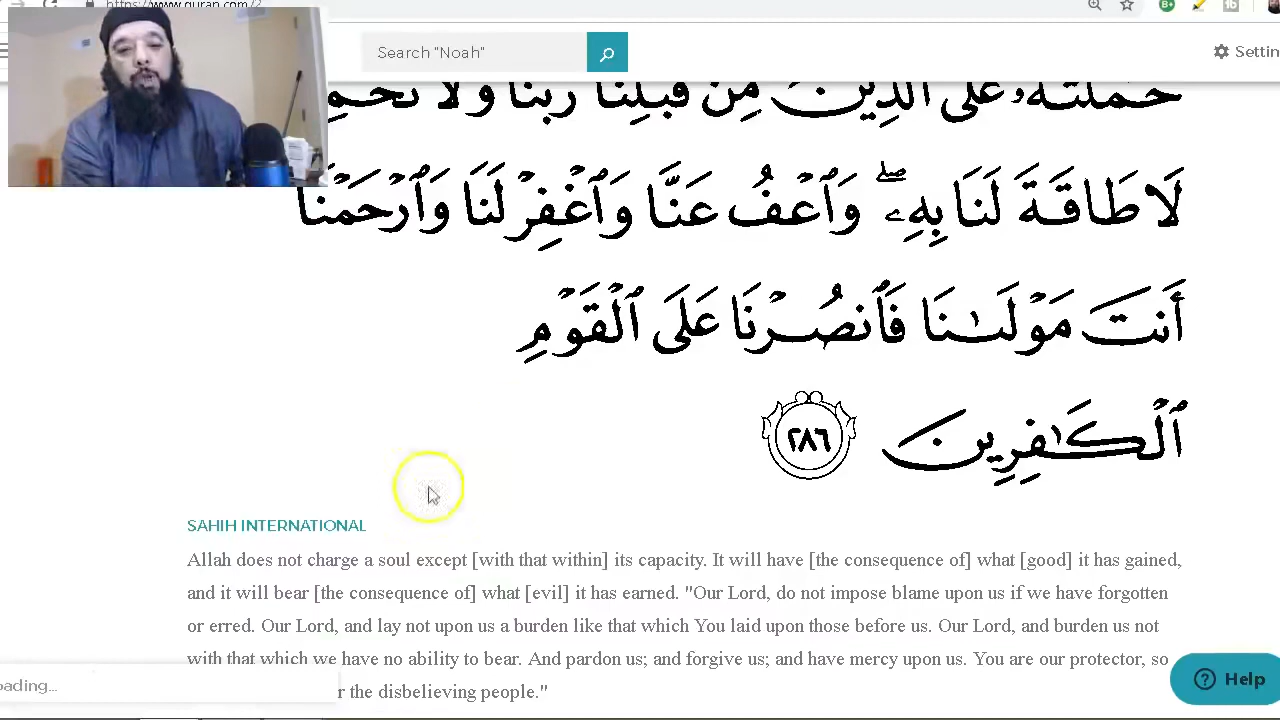 https://www.quran.com/2
Search "Noah"
Settin
حَمَلْتَهُۥ عَلَى ٱلَّذِينَ مِن قَبْلِنَا رَبَّنَا وَلَا تُحَمِّ
لَا طَاقَةَ لَنَا بِهِۦ ۖ وَٱعْفُ عَنَّا وَٱغْفِرْ لَنَا وَٱرْحَمْنَا
أَنتَ مَوْلَىٰنَا فَٱنصُرْنَا عَلَى ٱلْقَوْمِ
ٱلْكَـٰفِرِينَ ٢٨٦
SAHIH INTERNATIONAL
Allah does not charge a soul except [with that within] its capacity. It will have [the consequence of] what [good] it has gained,
and it will bear [the consequence of] what [evil] it has earned. "Our Lord, do not impose blame upon us if we have forgotten
or erred. Our Lord, and lay not upon us a burden like that which You laid upon those before us. Our Lord, and burden us not
with that which we have no ability to bear. And pardon us; and forgive us; and have mercy upon us. You are our protector, so
r the disbelieving people."
oading...
Help